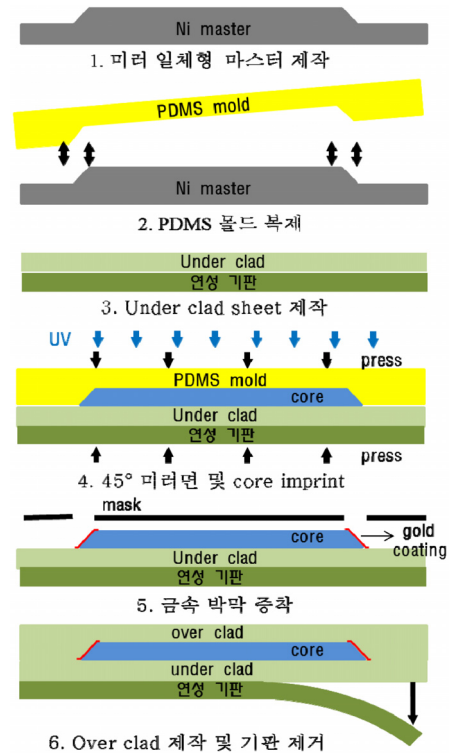 Ni master
1. 미러 일체형 마스터 제작
PDMS mold
Ni master
2. PDMS 몰드 복제
Under clad
연성 기판
3. Under clad sheet 제작
UV
press
PDMS mold
core
Under clad
연성 기판
press
4. 45° 미러면 및 core imprint
mask
core
gold
coating
Under clad
연성 기판
5. 금속 박막 증착
over clad
core
under clad
연성 기판
6. Over clad 제작 및 기판 제거